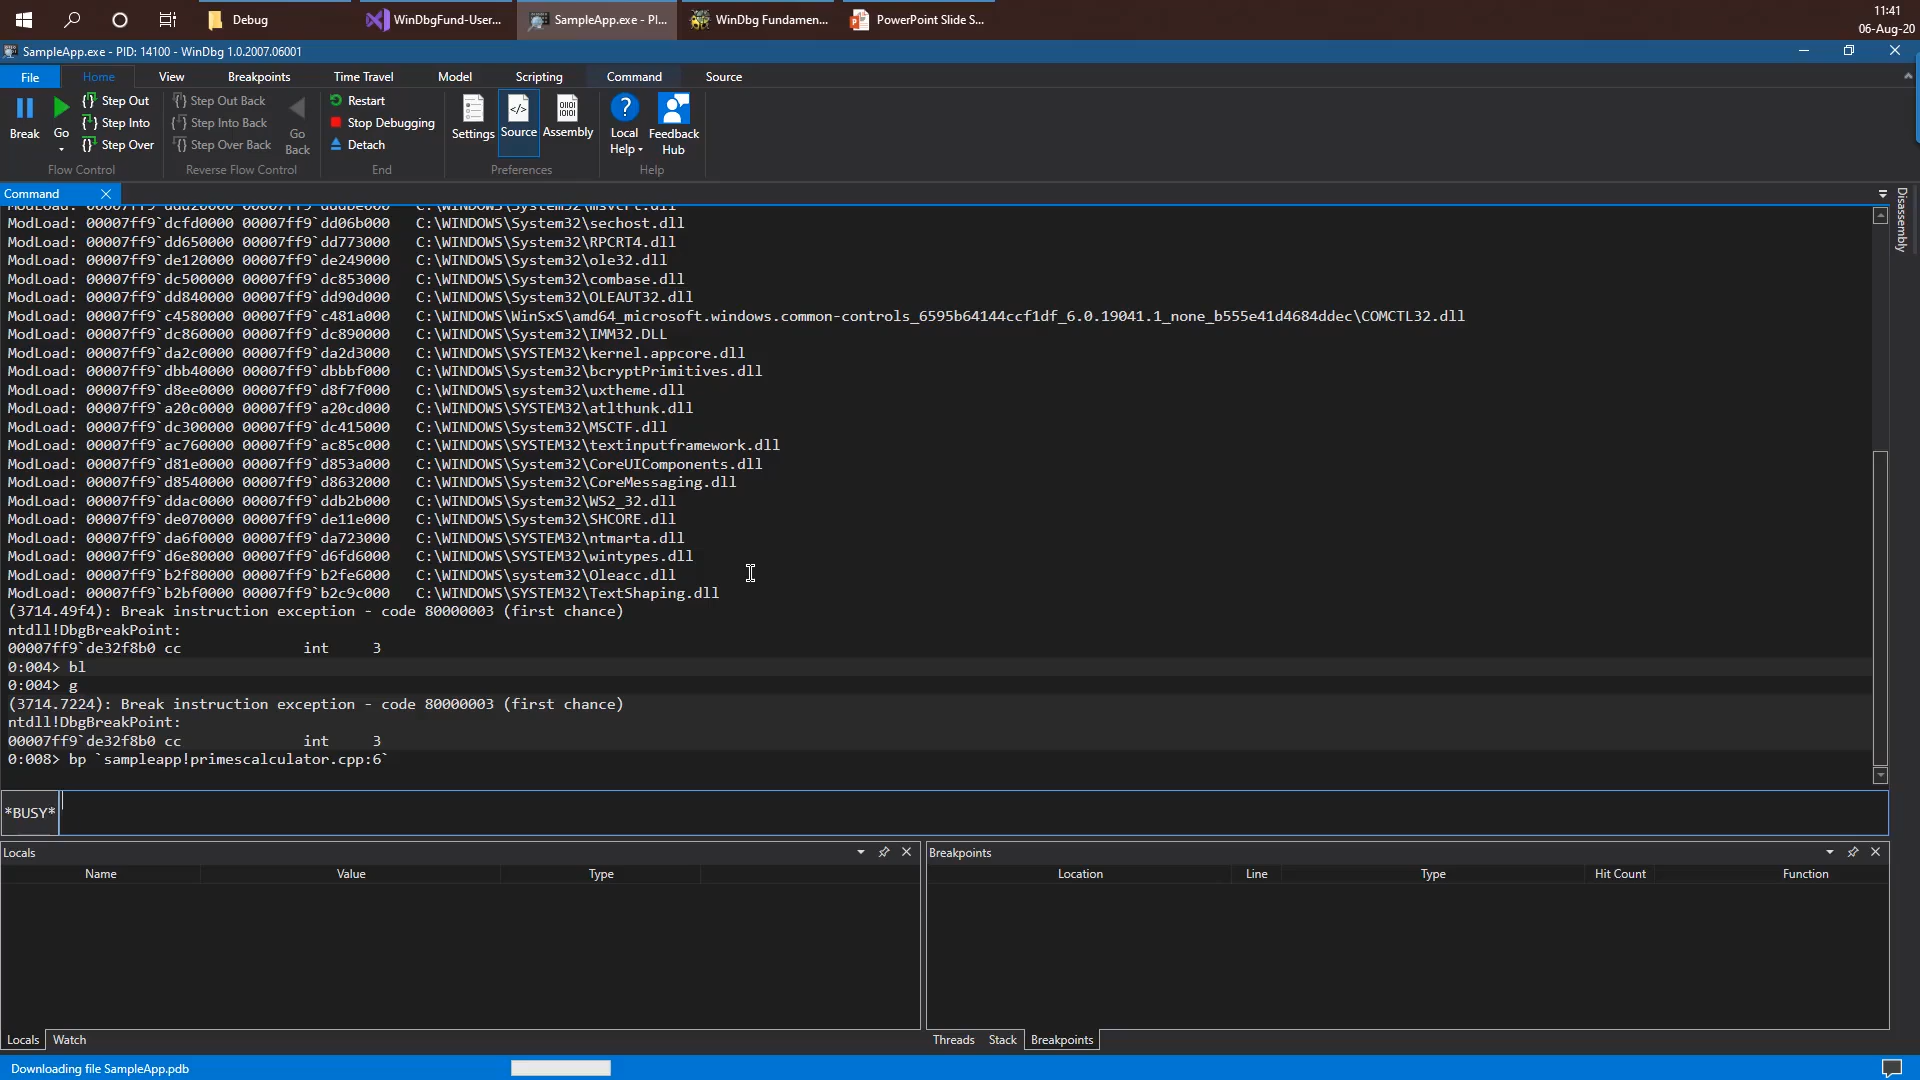 Debug
WinDbgFund-User...
SampleApp.exe - PI...
WinDbg Fundamen...
PowerPoint Slide S...
11:41
06-Aug-20
SampleApp.exe - PID: 14100 - WinDbg 1.0.2007.06001
File
Home
View
Breakpoints
Time Travel
Model
Scripting
Command
Source
Break
Go
Step Out
Step Into
Step Over
Flow Control
Step Out Back
Step Into Back
Step Over Back
Go
Back
Reverse Flow Control
Restart
Stop Debugging
Detach
End
Settings
Source
Assembly
Preferences
Local
Help
Feedback
Hub
Help
Command
Disassembly
ModLoad: 00007ff9`dcfd0000 00007ff9`dd06b000   C:\WINDOWS\System32\sechost.dll
ModLoad: 00007ff9`dd650000 00007ff9`dd773000   C:\WINDOWS\System32\RPCRT4.dll
ModLoad: 00007ff9`de120000 00007ff9`de249000   C:\WINDOWS\System32\ole32.dll
ModLoad: 00007ff9`dc500000 00007ff9`dc853000   C:\WINDOWS\System32\combase.dll
ModLoad: 00007ff9`dd840000 00007ff9`dd90d000   C:\WINDOWS\System32\OLEAUT32.dll
ModLoad: 00007ff9`c4580000 00007ff9`c481a000   C:\WINDOWS\WinSxS\amd64_microsoft.windows.common-controls_6595b64144ccf1df_6.0.19041.1_none_b555e41d4684ddec\COMCTL32.dll
ModLoad: 00007ff9`dc860000 00007ff9`dc890000   C:\WINDOWS\System32\IMM32.DLL
ModLoad: 00007ff9`da2c0000 00007ff9`da2d3000   C:\WINDOWS\SYSTEM32\kernel.appcore.dll
ModLoad: 00007ff9`dbb40000 00007ff9`dbbbf000   C:\WINDOWS\System32\bcryptPrimitives.dll
ModLoad: 00007ff9`d8ee0000 00007ff9`d8f7f000   C:\WINDOWS\system32\uxtheme.dll
ModLoad: 00007ff9`a20c0000 00007ff9`a20cd000   C:\WINDOWS\SYSTEM32\atlthunk.dll
ModLoad: 00007ff9`dc300000 00007ff9`dc415000   C:\WINDOWS\System32\MSCTF.dll
ModLoad: 00007ff9`ac760000 00007ff9`ac85c000   C:\WINDOWS\SYSTEM32\textinputframework.dll
ModLoad: 00007ff9`d81e0000 00007ff9`d853a000   C:\WINDOWS\System32\CoreUIComponents.dll
ModLoad: 00007ff9`d8540000 00007ff9`d8632000   C:\WINDOWS\System32\CoreMessaging.dll
ModLoad: 00007ff9`ddac0000 00007ff9`ddb2b000   C:\WINDOWS\System32\WS2_32.dll
ModLoad: 00007ff9`de070000 00007ff9`de11e000   C:\WINDOWS\System32\SHCORE.dll
ModLoad: 00007ff9`da6f0000 00007ff9`da723000   C:\WINDOWS\SYSTEM32\ntmarta.dll
ModLoad: 00007ff9`d6e80000 00007ff9`d6fd6000   C:\WINDOWS\SYSTEM32\wintypes.dll
ModLoad: 00007ff9`b2f80000 00007ff9`b2fe6000   C:\WINDOWS\system32\Oleacc.dll
ModLoad: 00007ff9`b2bf0000 00007ff9`b2c9c000   C:\WINDOWS\SYSTEM32\TextShaping.dll
(3714.49f4): Break instruction exception - code 80000003 (first chance)
ntdll!DbgBreakPoint:
00007ff9`de32f8b0 cc              int     3
0:004> bl
0:004> g
(3714.7224): Break instruction exception - code 80000003 (first chance)
ntdll!DbgBreakPoint:
00007ff9`de32f8b0 cc              int     3
0:008> bp `sampleapp!primescalculator.cpp:6`
*BUSY*
Locals
Name
Value
Type
Breakpoints
Location
Line
Type
Hit Count
Function
Locals
Watch
Threads
Stack
Breakpoints
Downloading file SampleApp.pdb